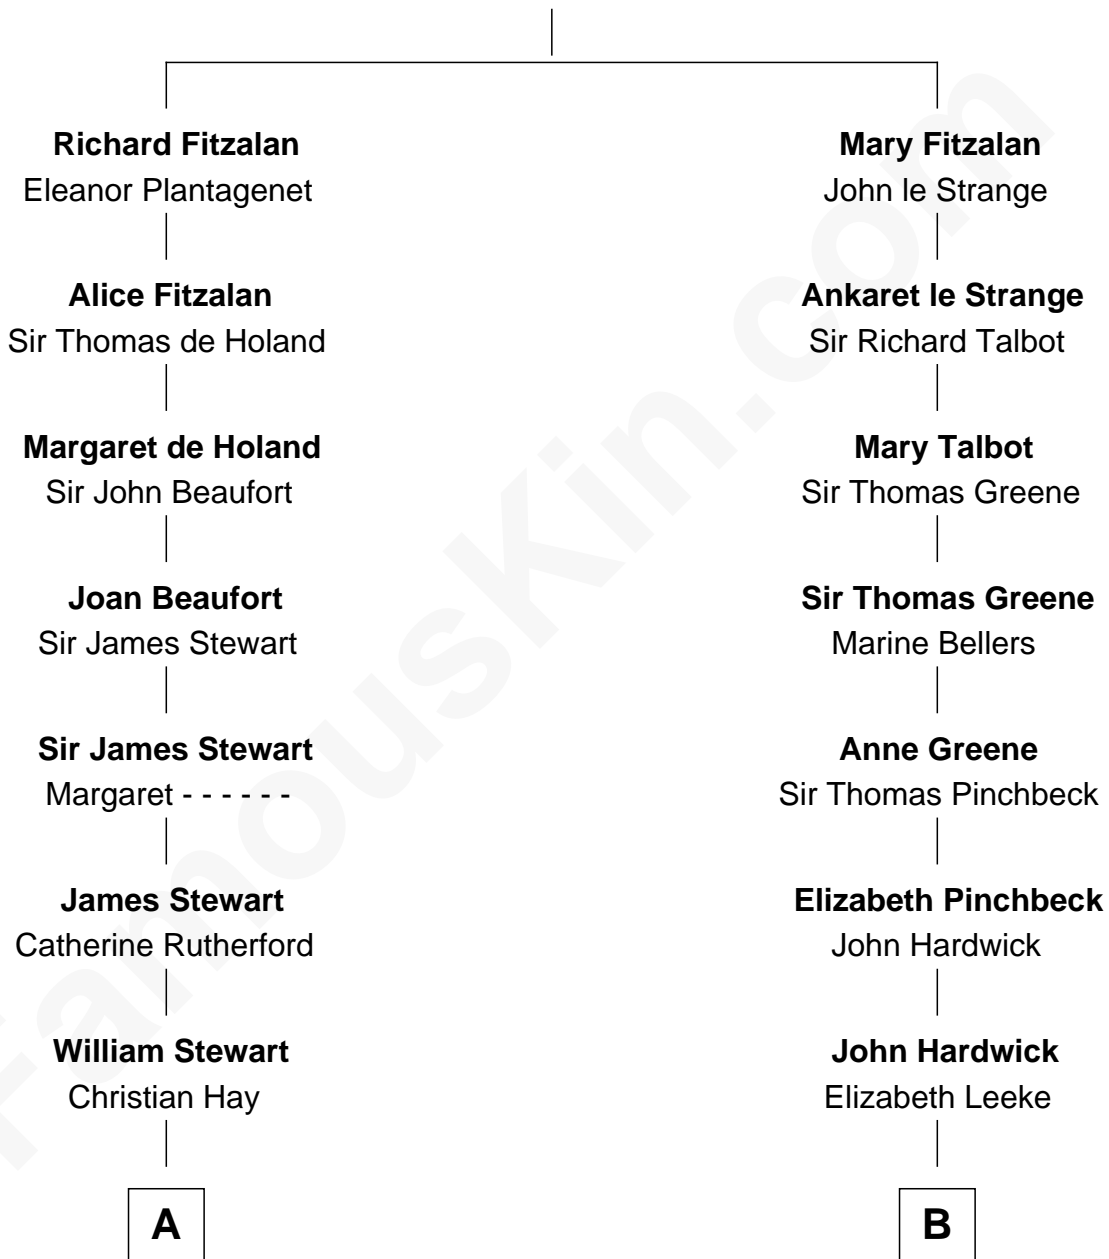 Richard Fitzalan
Eleanor Plantagenet
Mary Fitzalan
John le Strange
Alice Fitzalan
Sir Thomas de Holand
Ankaret le Strange
Sir Richard Talbot
Margaret de Holand
Sir John Beaufort
Mary Talbot
Sir Thomas Greene
Joan Beaufort
Sir James Stewart
Sir Thomas Greene
Marine Bellers
Sir James Stewart
Margaret - - - - - -
Anne Greene
Sir Thomas Pinchbeck
James Stewart
Catherine Rutherford
Elizabeth Pinchbeck
John Hardwick
William Stewart
Christian Hay
John Hardwick
Elizabeth Leeke
A
B
FamousKin.com